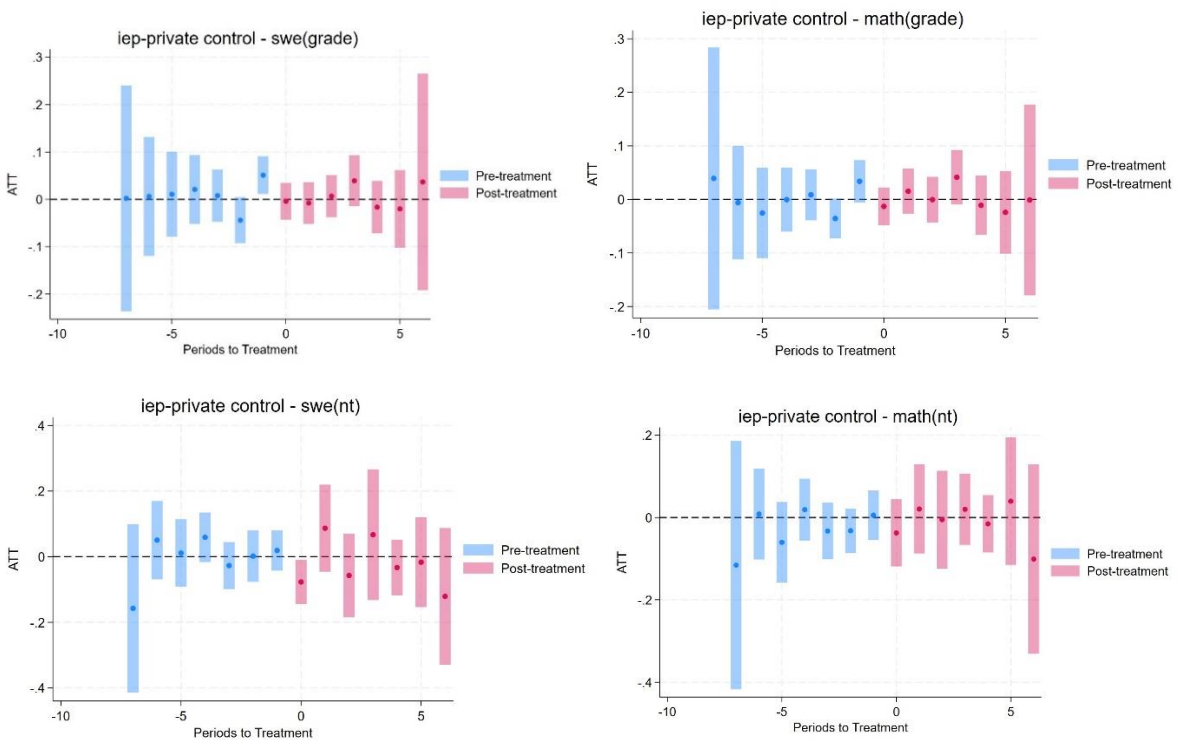 iep-private control - swe(grade)
.3
.2
.1
0
-.1
-.2
ATT
-10
-5
0
5
Periods to Treatment
Pre-treatment
Post-treatment
iep-private control - math(grade)
.3
.2
.1
0
-.1
-.2
ATT
-10
-5
0
5
Periods to Treatment
Pre-treatment
Post-treatment
iep-private control - swe(nt)
.4
.2
0
-.2
-.4
ATT
-10
-5
0
5
Periods to Treatment
Pre-treatment
Post-treatment
iep-private control - math(nt)
.2
0
-.2
-.4
ATT
-10
-5
0
5
Periods to Treatment
Pre-treatment
Post-treatment